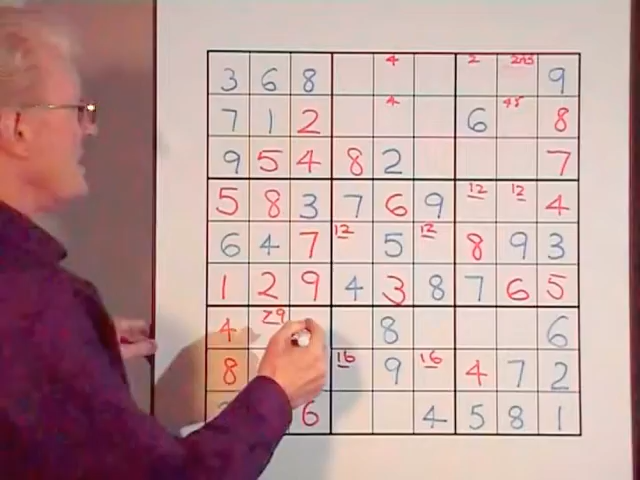 3 6 8 4 2 245 9
7 1 2 4 6 45 8
9 5 4 8 2 7
5 8 3 7 6 9 12 12 4
6 4 7 12 5 12 8 9 3
1 2 9 4 3 8 7 6 5
4 29 8 6
8 16 9 16 4 7 2
6 4 5 8 1